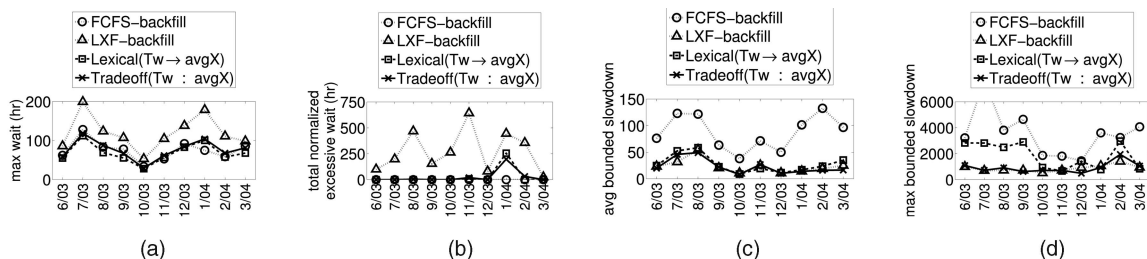 FCFS-backfill
LXF-backfill
Lexical(Tw → avgX)
Tradeoff(Tw : avgX)
max wait (hr)
200
100
0
6/03
7/03
8/03
9/03
10/03
11/03
12/03
1/04
2/04
3/04
(a)
FCFS-backfill
LXF-backfill
Lexical(Tw → avgX)
Tradeoff(Tw : avgX)
total normalized
excessive wait (hr)
750
500
250
0
6/03
7/03
8/03
9/03
10/03
11/03
12/03
1/04
2/04
3/04
(b)
FCFS-backfill
LXF-backfill
Lexical(Tw → avgX)
Tradeoff(Tw : avgX)
avg bounded slowdown
150
100
50
0
6/03
7/03
8/03
9/03
10/03
11/03
12/03
1/04
2/04
3/04
(c)
FCFS-backfill
LXF-backfill
Lexical(Tw → avgX)
Tradeoff(Tw : avgX)
max bounded slowdown
6000
4000
2000
0
6/03
7/03
8/03
9/03
10/03
11/03
12/03
1/04
2/04
3/04
(d)